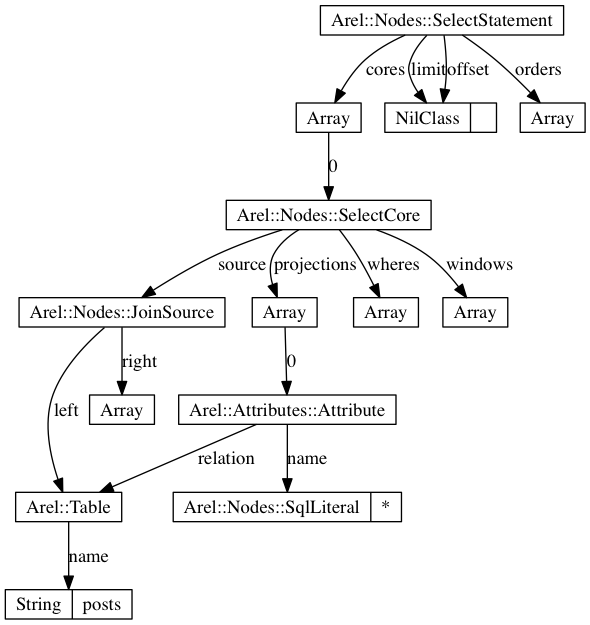 Arel::Nodes::SelectStatement
cores limit offset orders
Array NilClass Array
0
Arel::Nodes::SelectCore
source projections wheres windows
Arel::Nodes::JoinSource Array Array Array
right 0
Array Arel::Attributes::Attribute
left
relation name
Arel::Table Arel::Nodes::SqlLiteral *
name
String posts